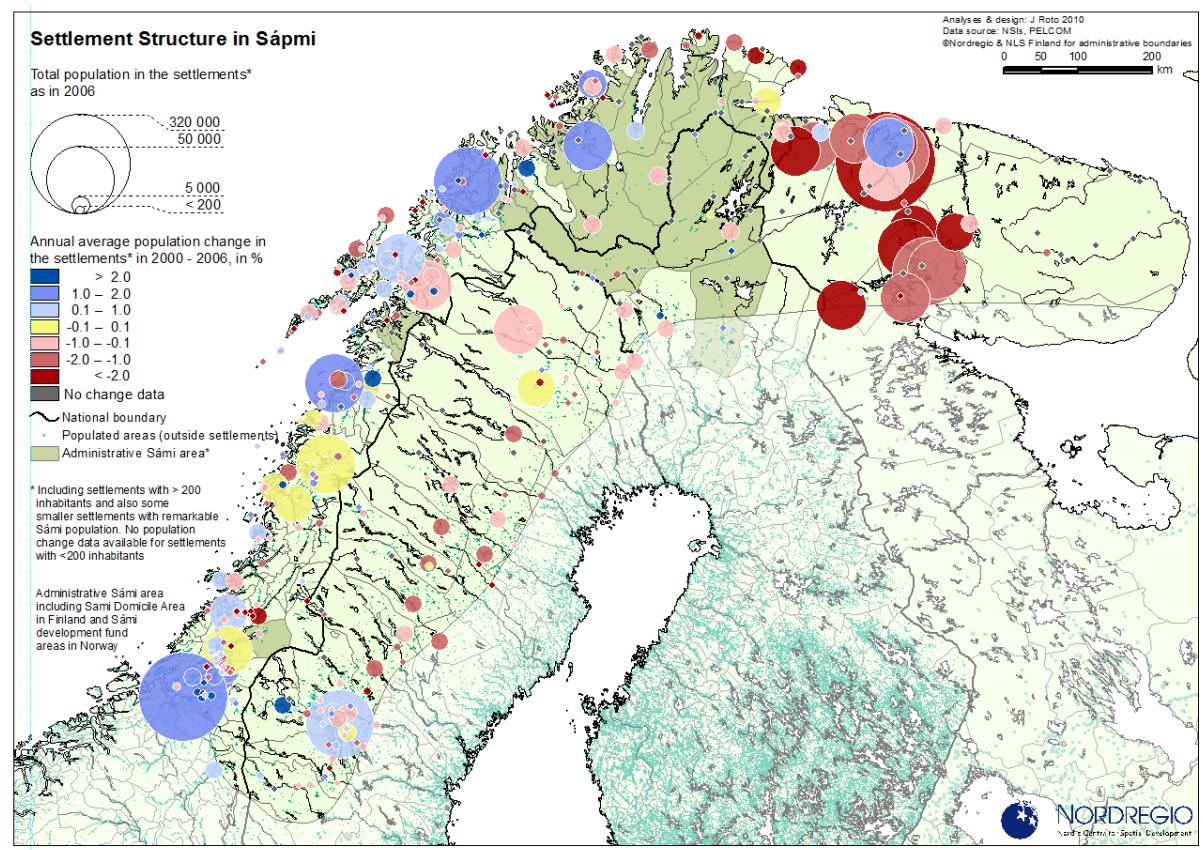 Settlement Structure in Sápmi
Total population in the settlements*
as in 2006
320 000
50 000
5 000
< 200
Annual average population change in
the settlements* in 2000 - 2006, in %
> 2.0
1.0 – 2.0
0.1 – 1.0
-0.1 – 0.1
-1.0 – -0.1
-2.0 – -1.0
< -2.0
No change data
National boundary
Populated areas (outside settlements)
Administrative Sámi area*
* Including settlements with > 200
inhabitants and also some
smaller settlements with remarkable
Sámi population. No population
change data available for settlements
with <200 inhabitants
Administrative Sámi area
including Sami Domicile Area
in Finland and Sámi
development fund
areas in Norway
Analyses & design: J Roto 2010
Data source: NSIs, PELCOM
©Nordregio & NLS Finland for administrative boundaries
0 50 100 200
km
NORDREGIO
Nordic Centre for Spatial Development